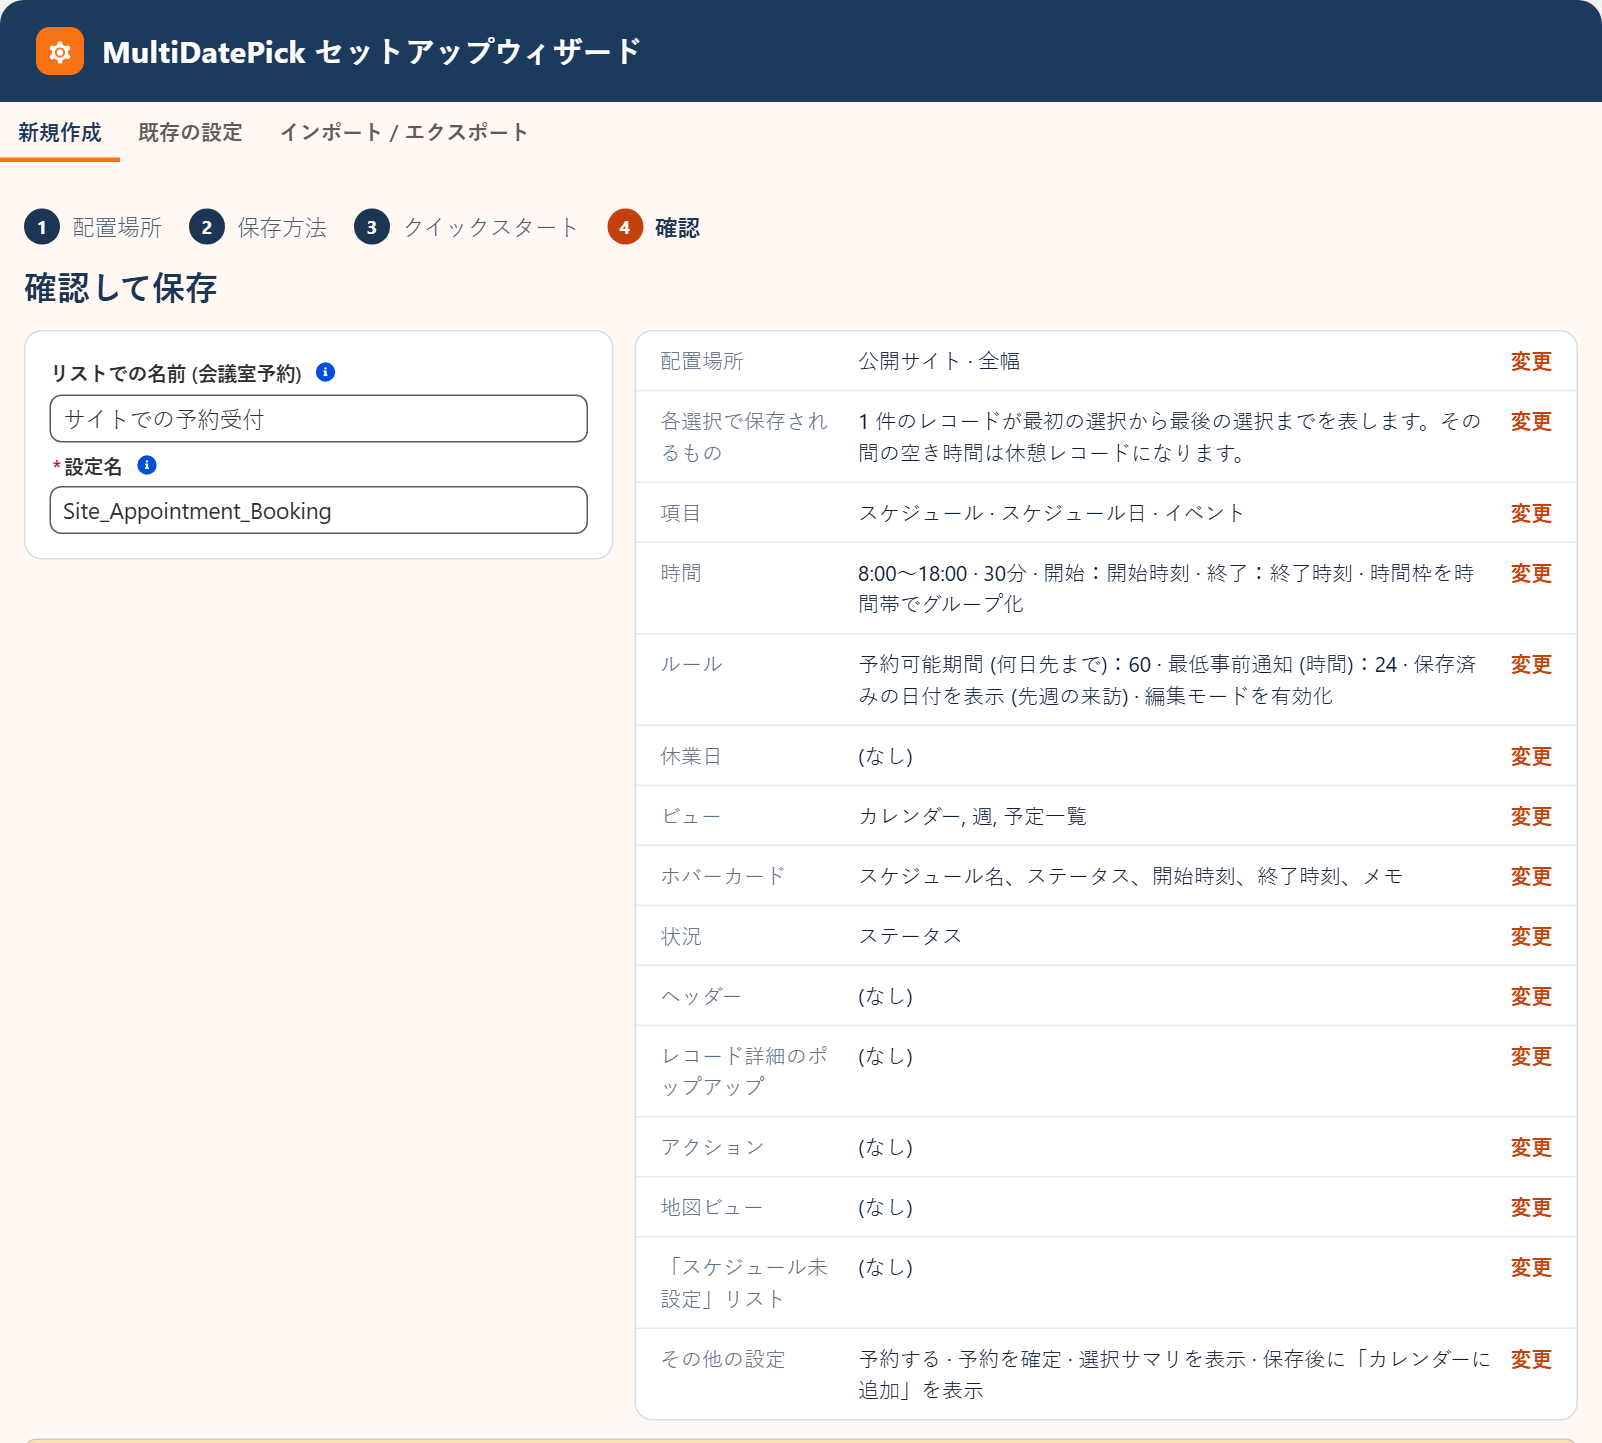 MultiDatePick セットアップウィザード
新規作成 既存の設定 インポート / エクスポート
1 配置場所 2 保存方法 3 クイックスタート 4 確認
確認して保存
リストでの名前 (会議室予約)
サイトでの予約受付
*設定名
Site_Appointment_Booking
配置場所 公開サイト · 全幅 変更
各選択で保存され 1 件のレコードが最初の選択から最後の選択までを表します。その 変更
るもの 間の空き時間は休憩レコードになります。
項目 スケジュール · スケジュール日 · イベント 変更
時間 8:00～18:00 · 30分 · 開始：開始時刻 · 終了：終了時刻 · 時間枠を時 変更
間帯でグループ化
ルール 予約可能期間 (何日先まで)：60 · 最低事前通知 (時間)：24 · 保存済 変更
みの日付を表示 (先週の来訪) · 編集モードを有効化
休業日 (なし) 変更
ビュー カレンダー, 週, 予定一覧 変更
ホバーカード スケジュール名、ステータス、開始時刻、終了時刻、メモ 変更
状況 ステータス 変更
ヘッダー (なし) 変更
レコード詳細のポ (なし) 変更
ップアップ
アクション (なし) 変更
地図ビュー (なし) 変更
「スケジュール未 (なし) 変更
設定」リスト
その他の設定 予約する · 予約を確定 · 選択サマリを表示 · 保存後に「カレンダーに 変更
追加」を表示